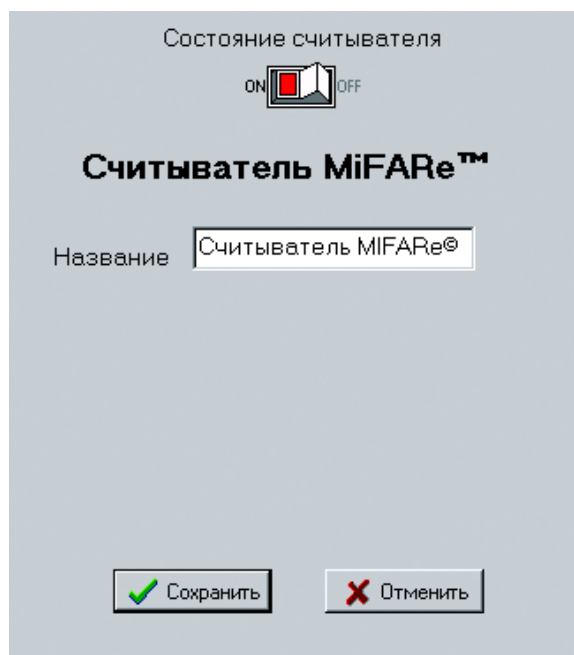 Состояние считывателя
ON OFF
Считыватель MiFARe™
Название Считыватель MIFARe©
Сохранить Отменить